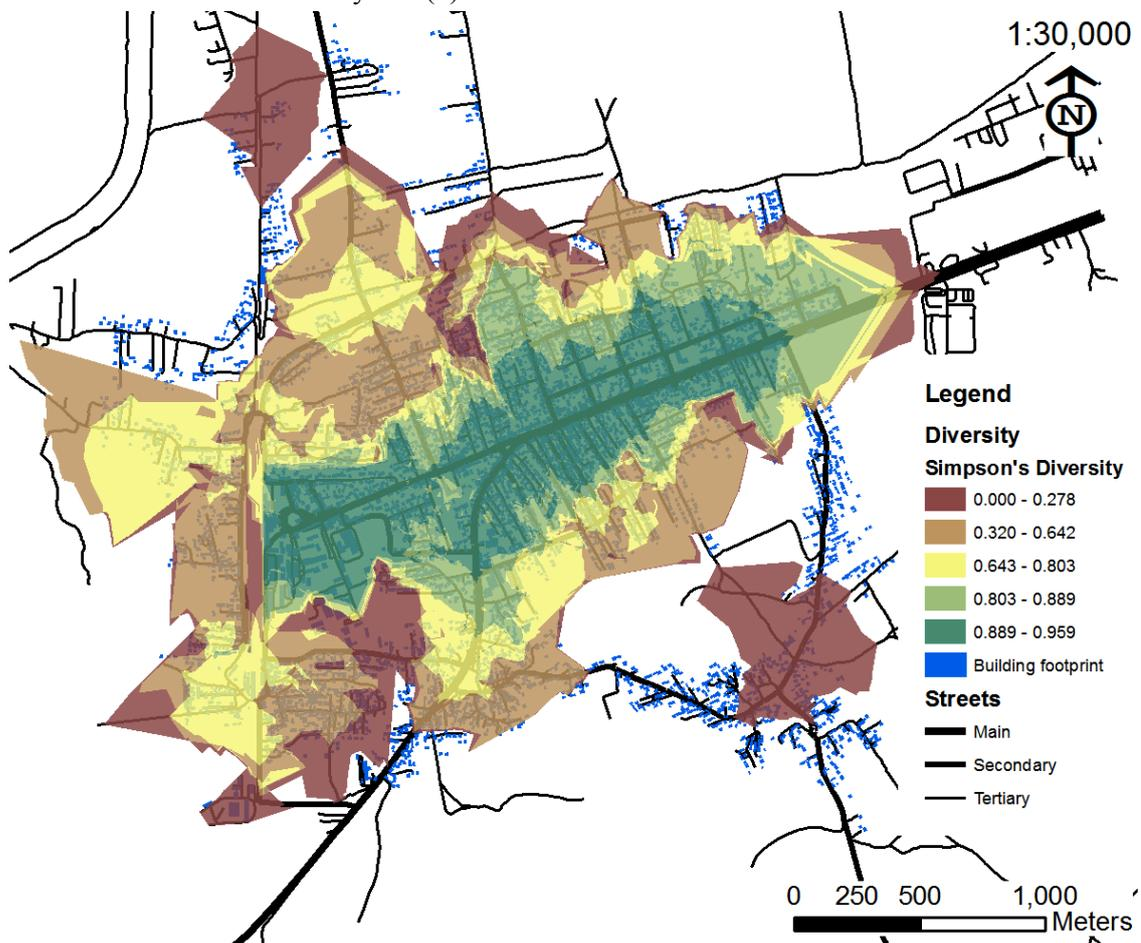 1:30,000
N
Legend
Diversity
Simpson's Diversity
0.000 - 0.278
0.320 - 0.642
0.643 - 0.803
0.803 - 0.889
0.889 - 0.959
Building footprint
Streets
Main
Secondary
Tertiary
0 250 500 1,000
Meters